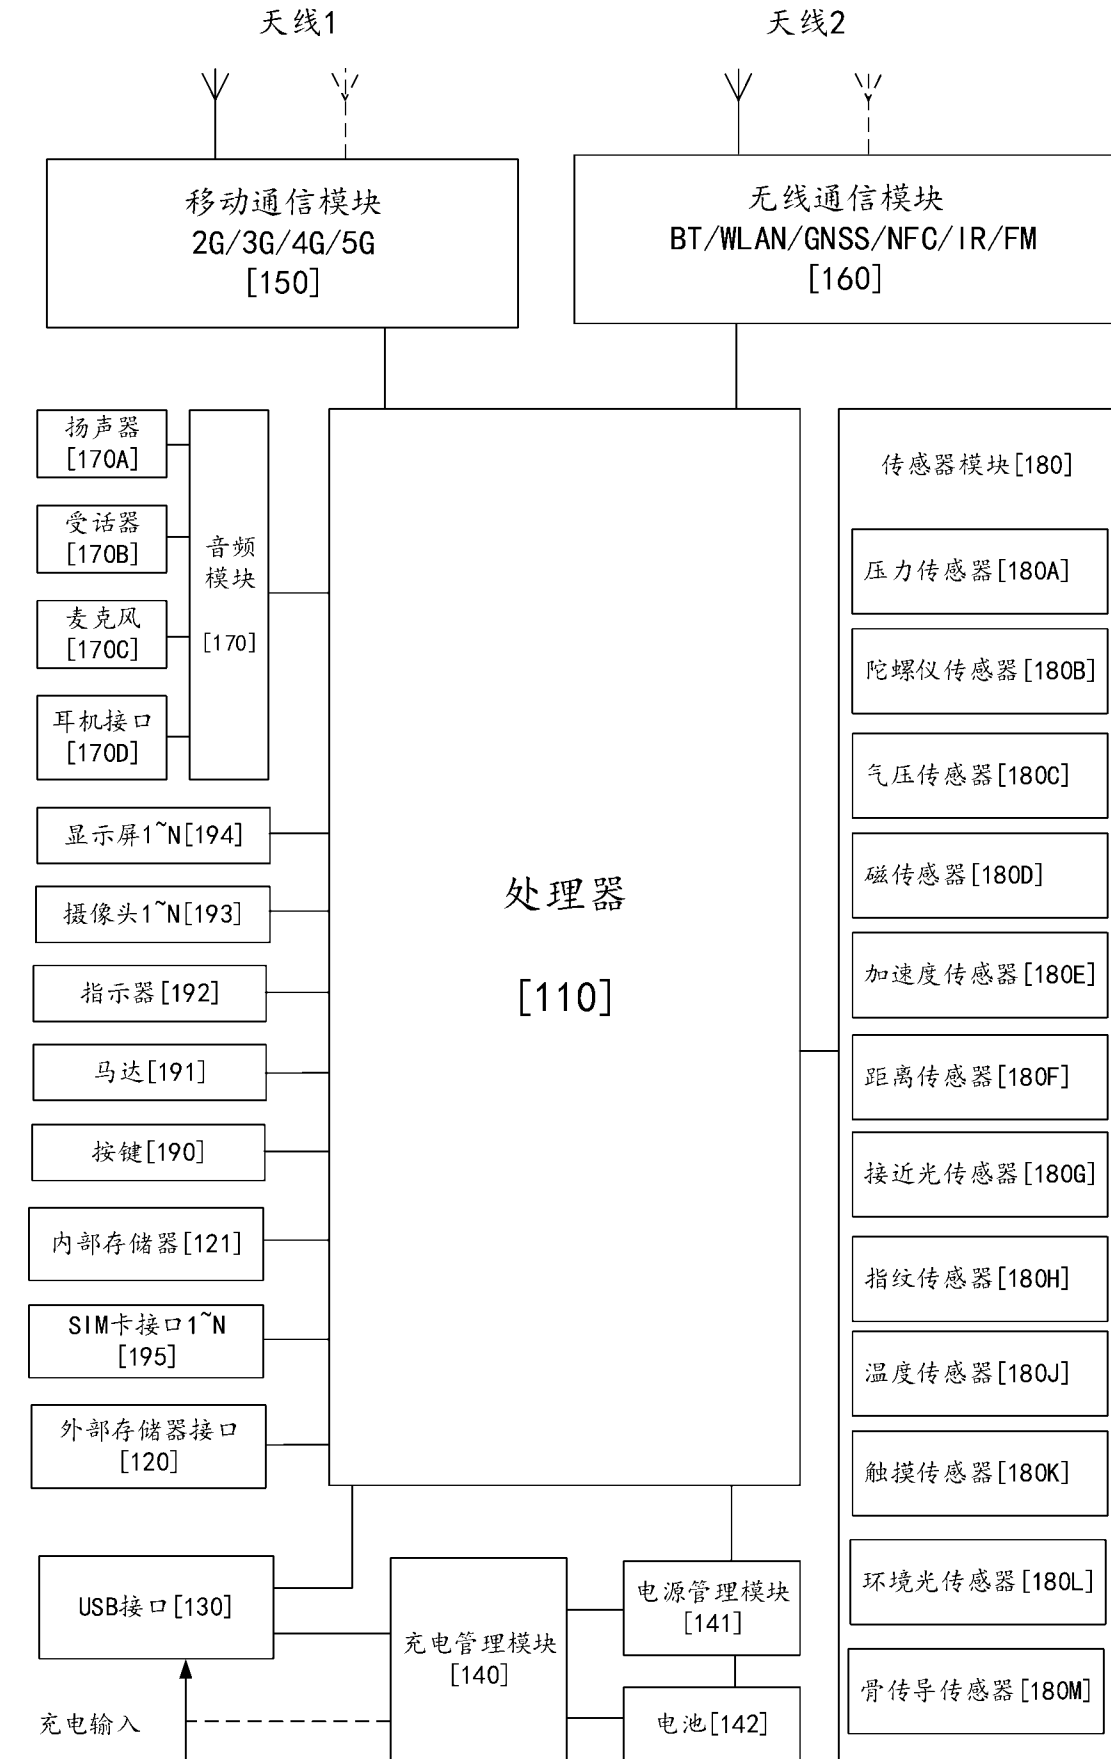 天线1
天线2
移动通信模块
2G/3G/4G/5G
[150]
无线通信模块
BT/WLAN/GNSS/NFC/IR/FM
[160]
扬声器
[170A]
受话器
[170B]
麦克风
[170C]
耳机接口
[170D]
音频
模块
[170]
显示屏1~N[194]
摄像头1~N[193]
指示器[192]
马达[191]
按键[190]
内部存储器[121]
SIM卡接口1~N
[195]
外部存储器接口
[120]
处理器
[110]
传感器模块[180]
压力传感器[180A]
陀螺仪传感器[180B]
气压传感器[180C]
磁传感器[180D]
加速度传感器[180E]
距离传感器[180F]
接近光传感器[180G]
指纹传感器[180H]
温度传感器[180J]
触摸传感器[180K]
环境光传感器[180L]
骨传导传感器[180M]
USB接口[130]
充电管理模块
[140]
电源管理模块
[141]
电池[142]
充电输入